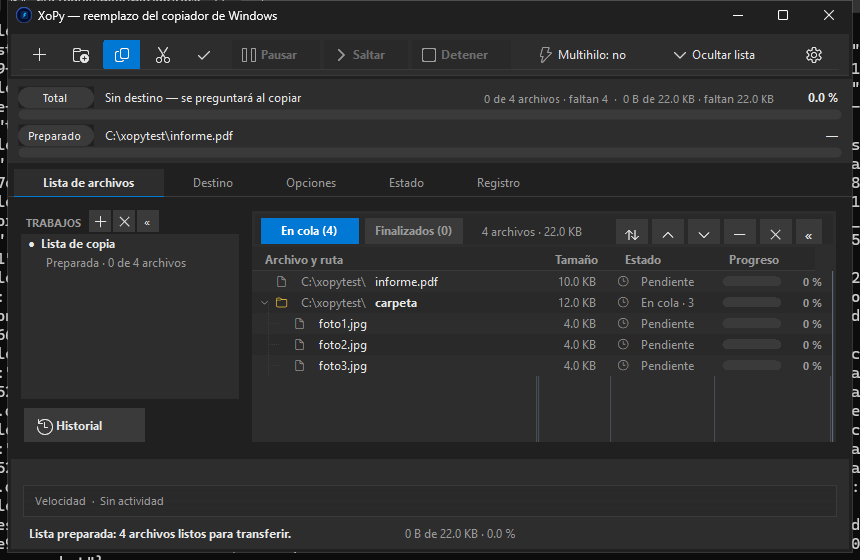 XoPy — reemplazo del copiador de Windows
Pausar Saltar Detener Multihilo: no Ocultar lista
Total Sin destino — se preguntará al copiar 0 de 4 archivos · faltan 4 · 0 B de 22.0 KB · faltan 22.0 KB 0.0 %
Preparado C:\xopytest\informe.pdf —
Lista de archivos Destino Opciones Estado Registro
TRABAJOS
Lista de copia
Preparada · 0 de 4 archivos
Historial
En cola (4) Finalizados (0) 4 archivos · 22.0 KB
Archivo y ruta Tamaño Estado Progreso
C:\xopytest\ informe.pdf 10.0 KB Pendiente 0 %
C:\xopytest\ carpeta 12.0 KB En cola · 3 0 %
foto1.jpg 4.0 KB Pendiente 0 %
foto2.jpg 4.0 KB Pendiente 0 %
foto3.jpg 4.0 KB Pendiente 0 %
Velocidad · Sin actividad
Lista preparada: 4 archivos listos para transferir. 0 B de 22.0 KB · 0.0 %